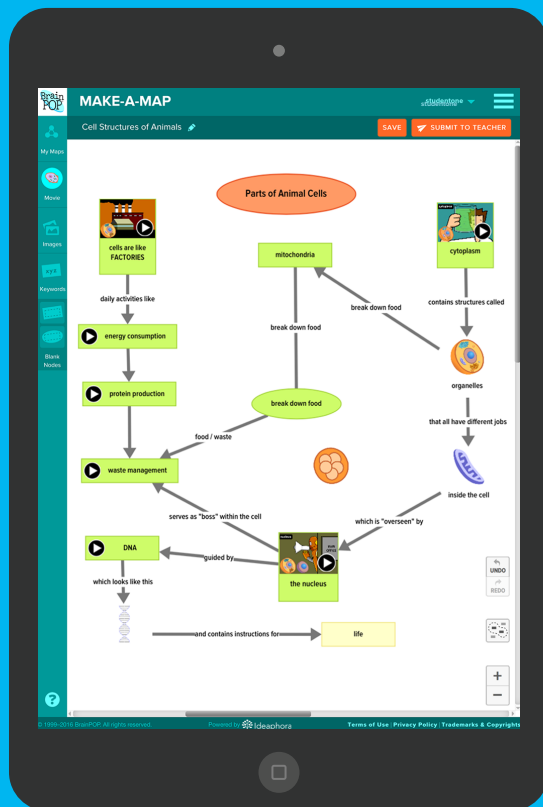 Brain
POP
MAKE-A-MAP
studentone
Cell Structures of Animals
SAVE
SUBMIT TO TEACHER
My Maps
Movie
Images
xyz
Keywords
Blank
Nodes
Parts of Animal Cells
cells are like
FACTORIES
mitochondria
cytoplasm
daily activities like
break down food
contains structures called
energy consumption
break down food
organelles
protein production
break down food
that all have different jobs
food / waste
waste management
inside the cell
serves as "boss" within the cell
which is "overseen" by
DNA
guided by
the nucleus
which looks like this
and contains instructions for
life
UNDO
REDO
+
−
?
© 1999-2016 BrainPOP. All rights reserved.
Powered by Ideaphora
Terms of Use | Privacy Policy | Trademarks & Copyrights